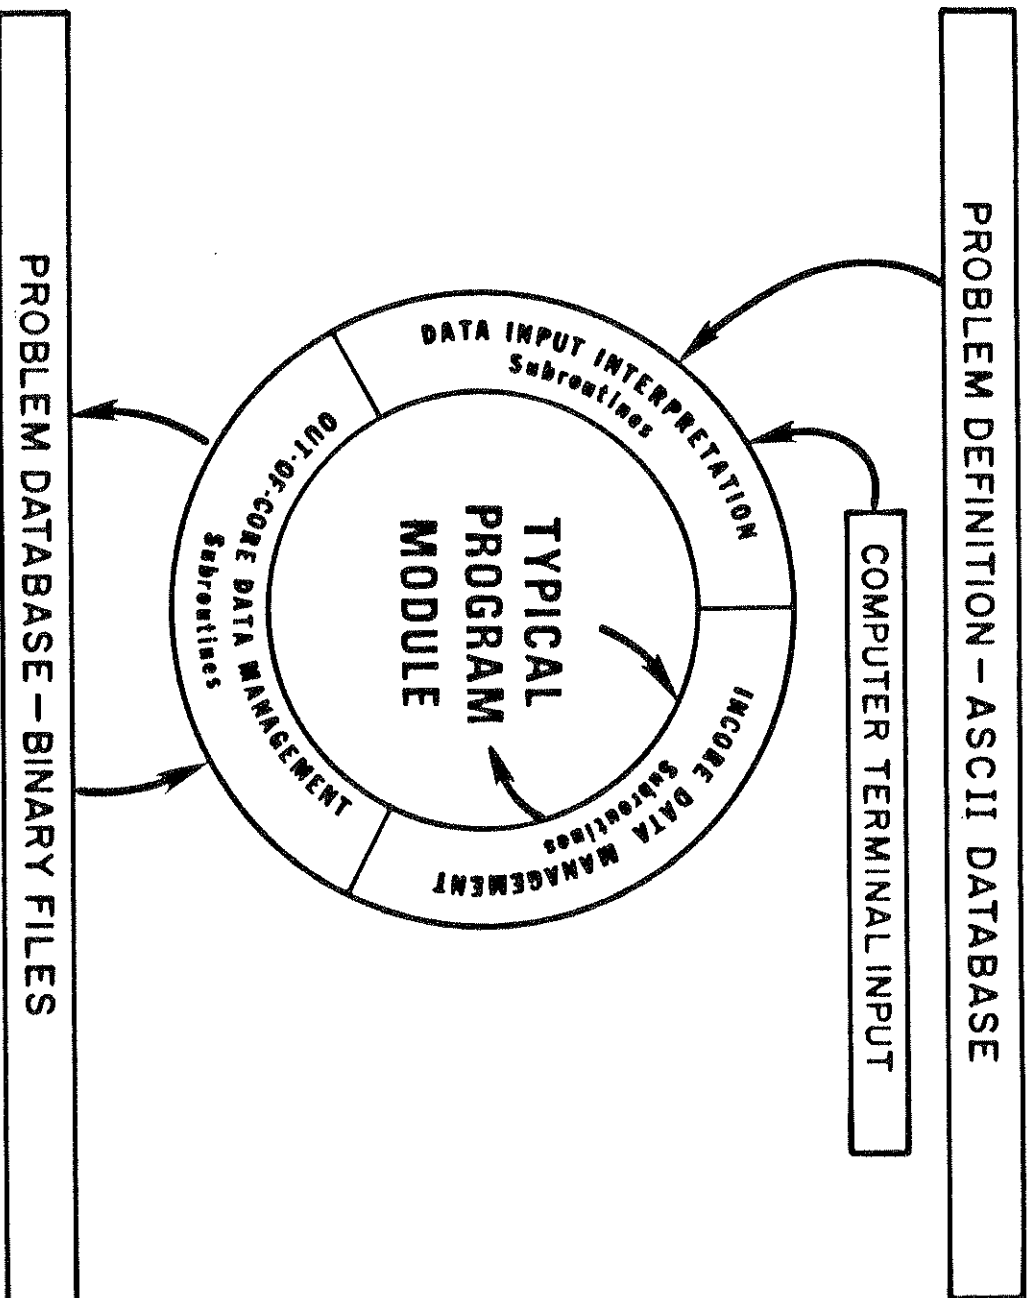 PROBLEM DEFINITION — ASCII DATABASE
COMPUTER TERMINAL INPUT
DATA INPUT INTERPRETATION
Subroutines
INCORE DATA MANAGEMENT
Subroutines
TYPICAL
PROGRAM
MODULE
OUT-OF-CORE DATA MANAGEMENT
Subroutines
PROBLEM DATABASE — BINARY FILES